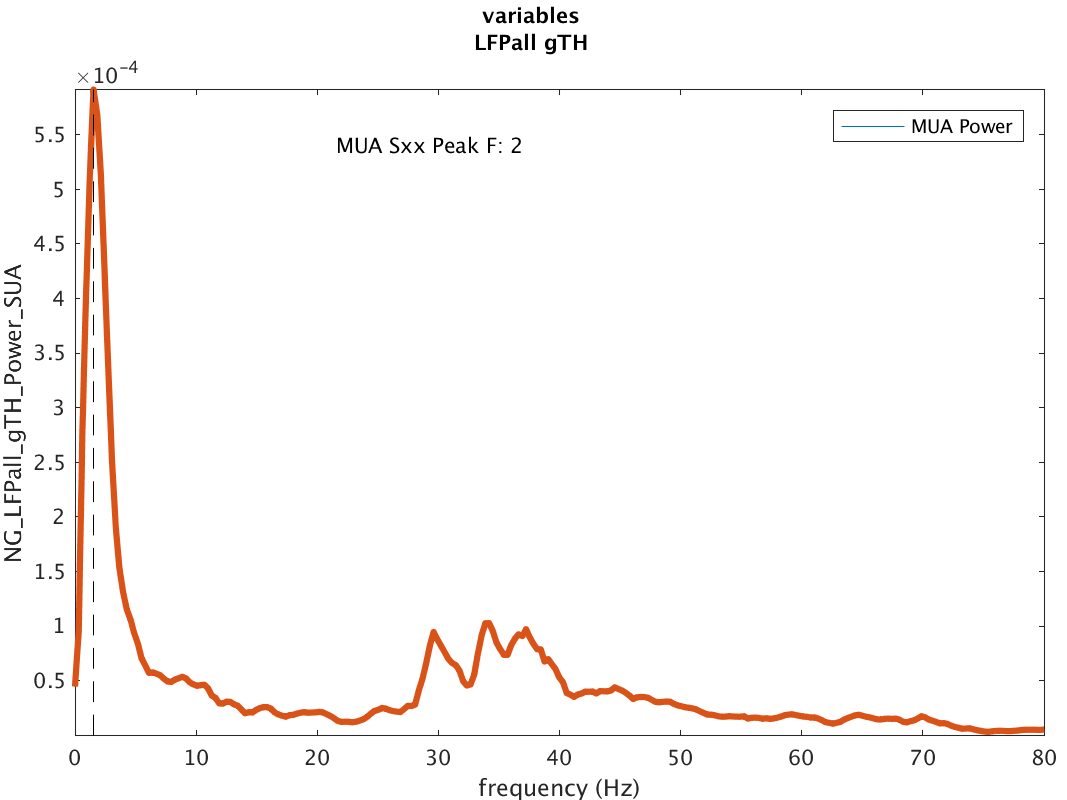 variables
LFPall gTH
×10⁻⁴
MUA Sxx Peak F: 2
MUA Power
5.5
5
4.5
4
3.5
3
2.5
2
1.5
1
0.5
NG_LFPall_gTH_Power_SUA
0 10 20 30 40 50 60 70 80
frequency (Hz)